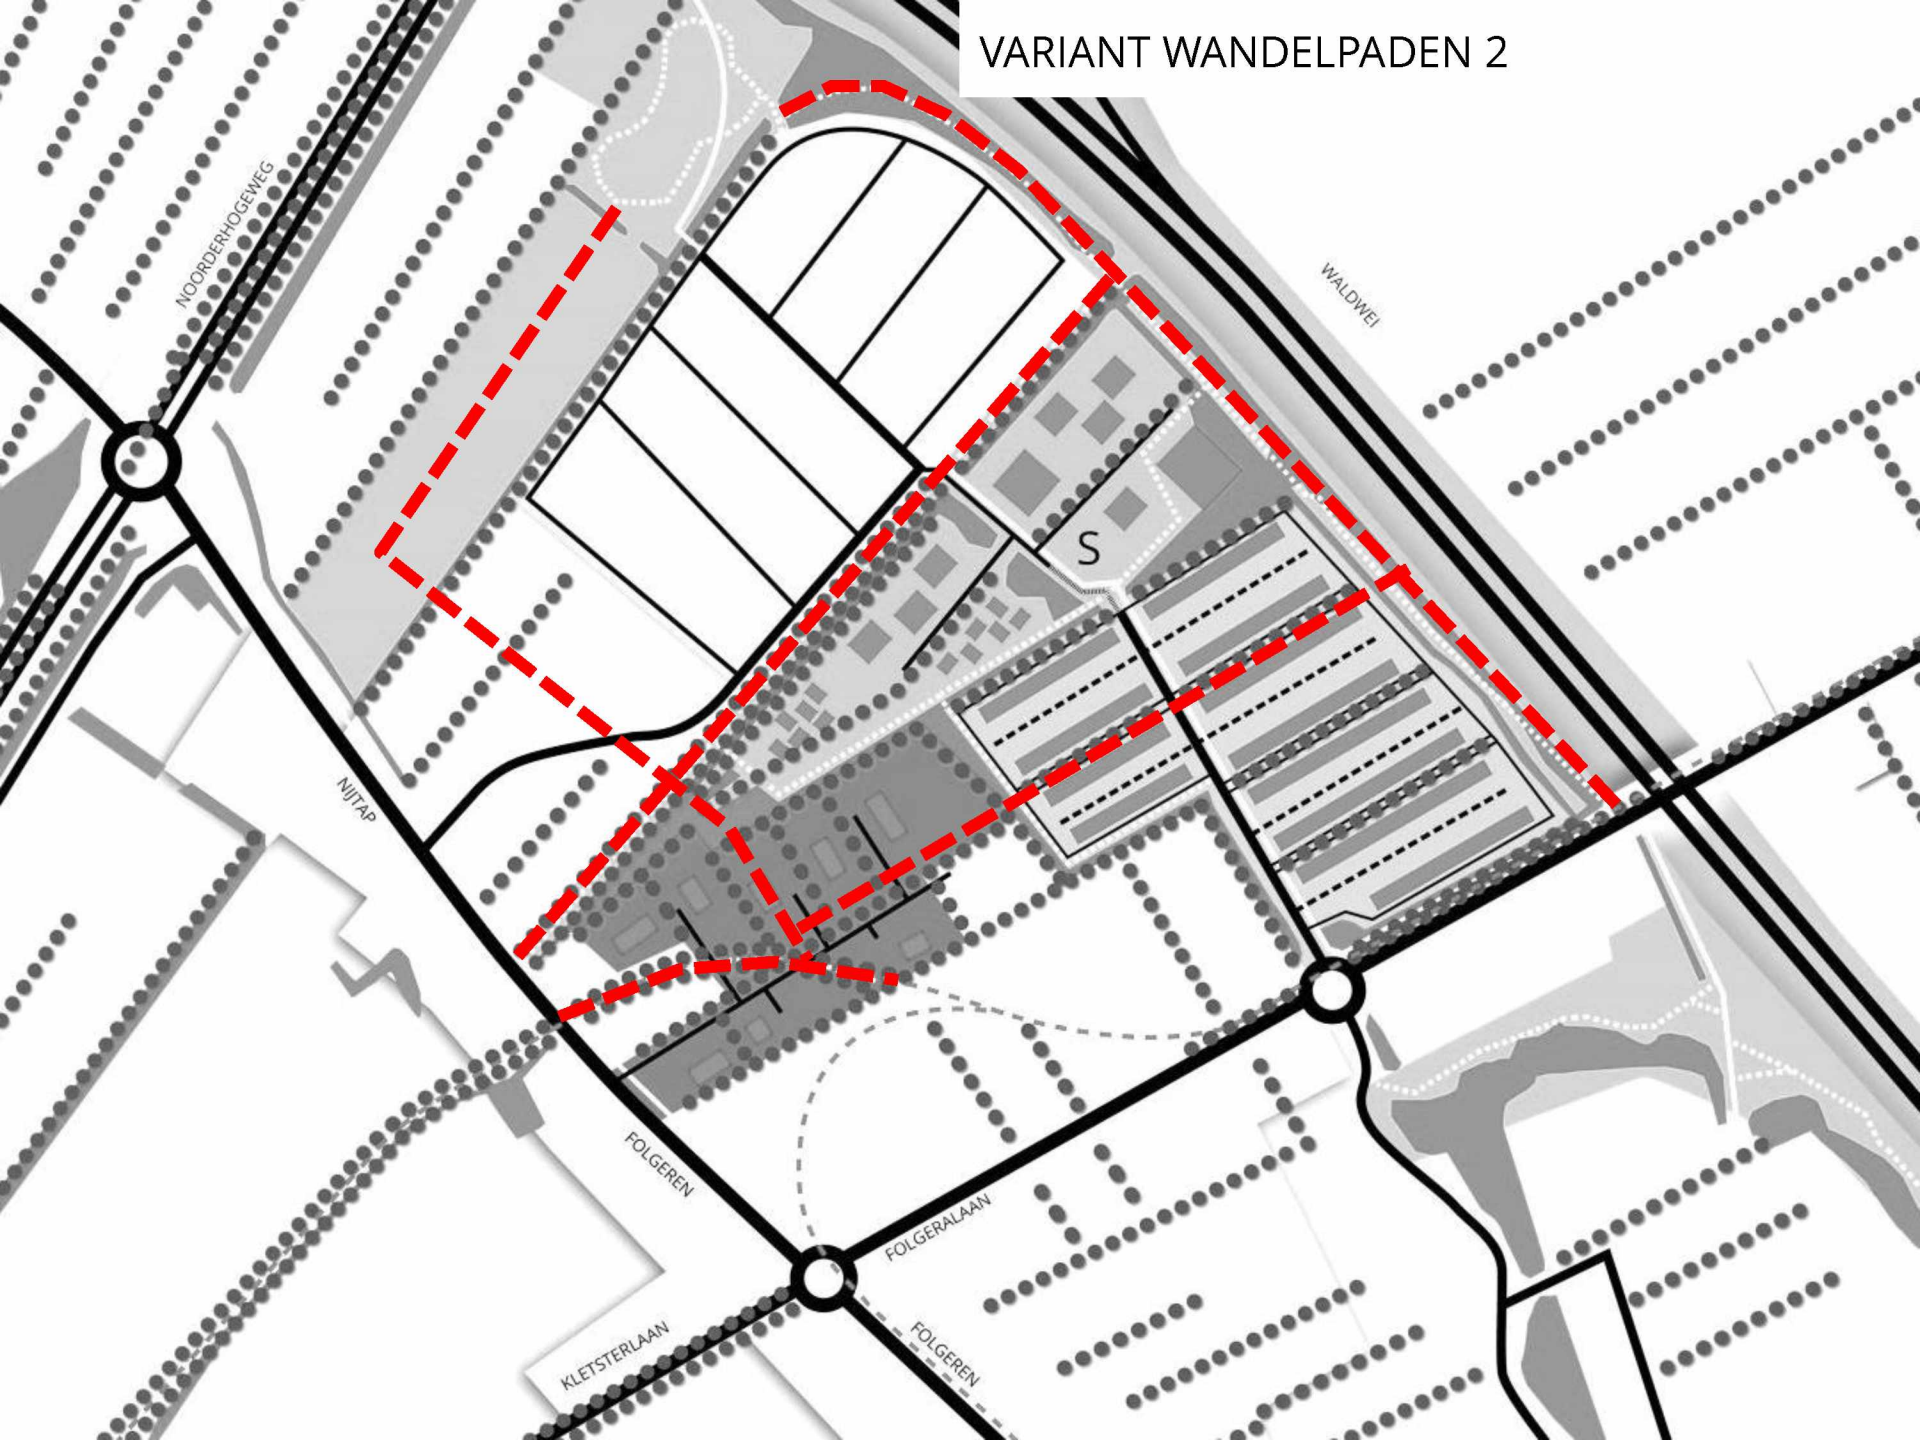 VARIANT WANDELPADEN 2
NOORDERHOGEWEG
WALDWEI
S
NIJTAP
FOLGEREN
FOLGERALAAN
KLETSTERLAAN
FOLGEREN